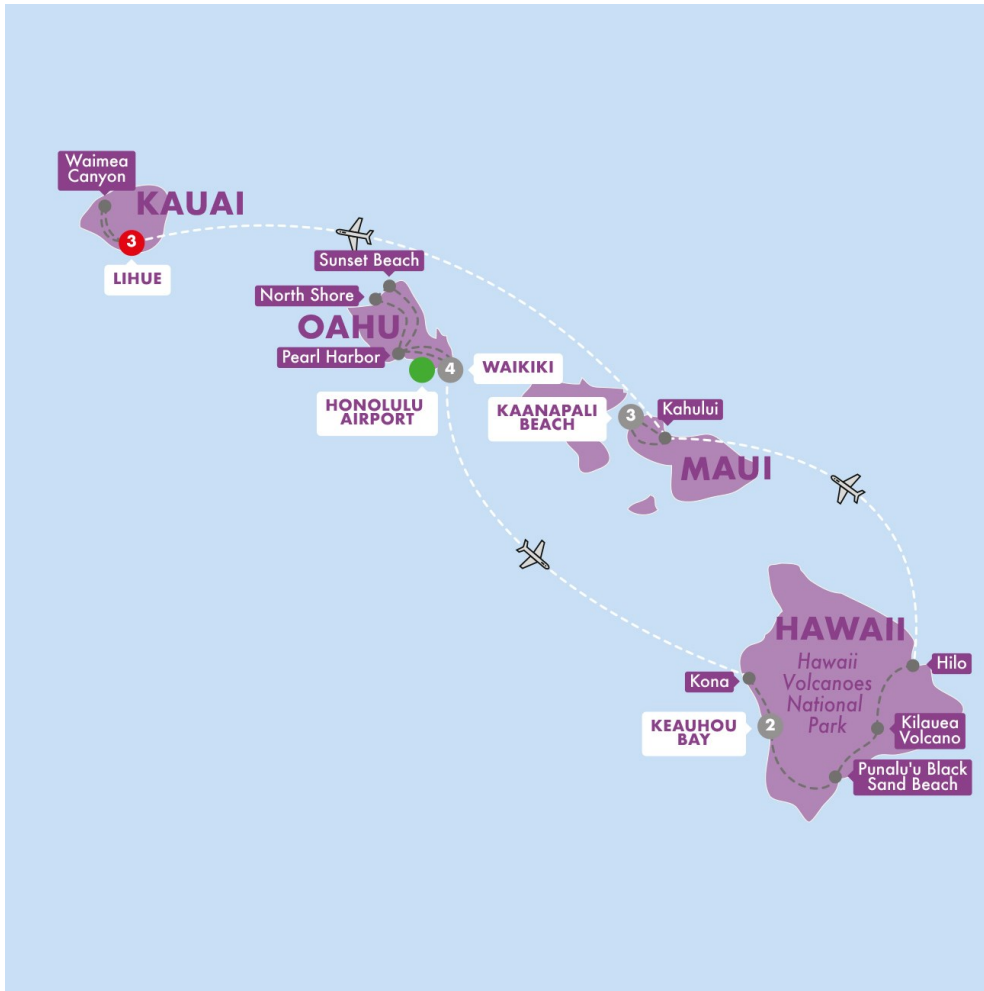 Waimea
Canyon
KAUAI
3
LIHUE
Sunset Beach
North Shore
OAHU
Pearl Harbor
4
WAIKIKI
HONOLULU
AIRPORT
KAANAPALI
BEACH
3
Kahului
MAUI
HAWAII
Hawaii
Volcanoes
National
Park
Hilo
Kona
KEAUHOU
BAY
2
Kilauea
Volcano
Punalu'u Black
Sand Beach